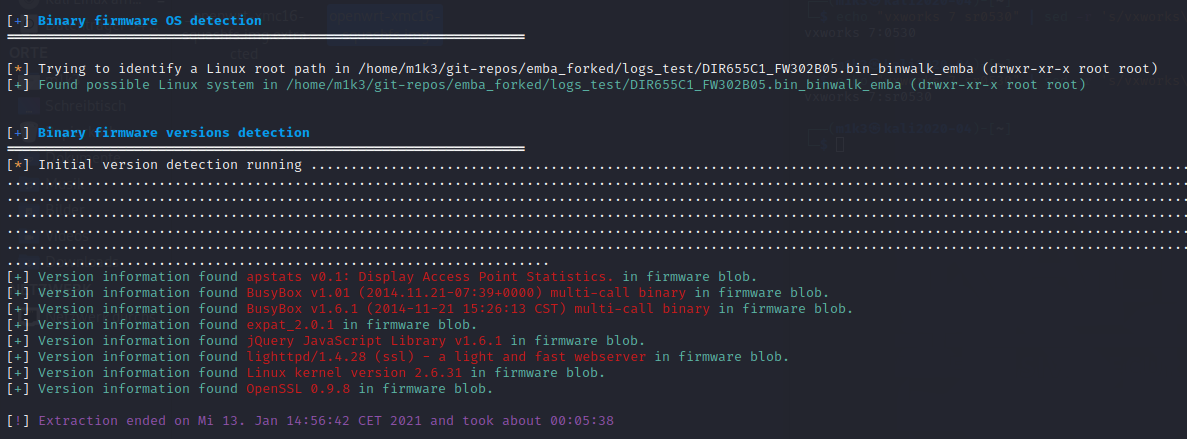 [+] Binary firmware OS detection
=================================================================
[*] Trying to identify a Linux root path in /home/m1k3/git-repos/emba_forked/logs_test/DIR655C1_FW302B05.bin_binwalk_emba (drwxr-xr-x root root)
[+] Found possible Linux system in /home/m1k3/git-repos/emba_forked/logs_test/DIR655C1_FW302B05.bin_binwalk_emba (drwxr-xr-x root root)
[+] Binary firmware versions detection
=================================================================
[*] Initial version detection running ..............................................................................................................
....................................................................................................................................................
....................................................................................................................................................
....................................................................................................................................................
....................................................................................................................................................
....................................................................................................................................................
....................................................................
[+] Version information found apstats v0.1: Display Access Point Statistics. in firmware blob.
[+] Version information found BusyBox v1.01 (2014.11.21-07:39+0000) multi-call binary in firmware blob.
[+] Version information found BusyBox v1.6.1 (2014-11-21 15:26:13 CST) multi-call binary in firmware blob.
[+] Version information found expat_2.0.1 in firmware blob.
[+] Version information found jQuery JavaScript Library v1.6.1 in firmware blob.
[+] Version information found lighttpd/1.4.28 (ssl) - a light and fast webserver in firmware blob.
[+] Version information found Linux kernel version 2.6.31 in firmware blob.
[+] Version information found OpenSSL 0.9.8 in firmware blob.
[!] Extraction ended on Mi 13. Jan 14:56:42 CET 2021 and took about 00:05:38